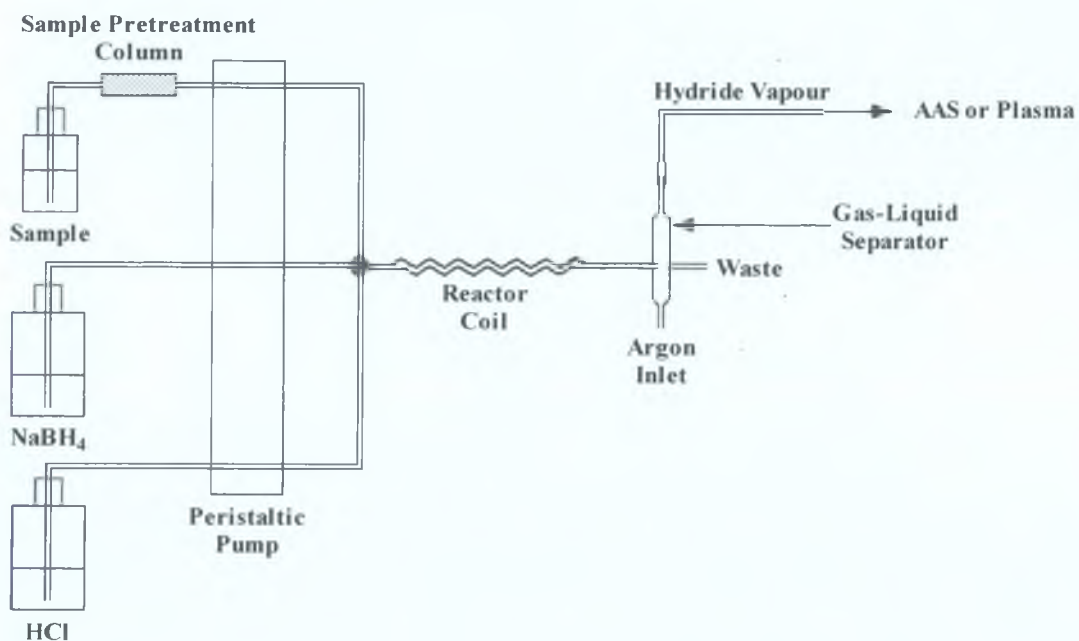 Sample Pretreatment
Column
Hydride Vapour
AAS or Plasma
Sample
Gas-Liquid
Separator
Waste
Reactor
Coil
Argon
Inlet
NaBH₄
Peristaltic
Pump
HCl